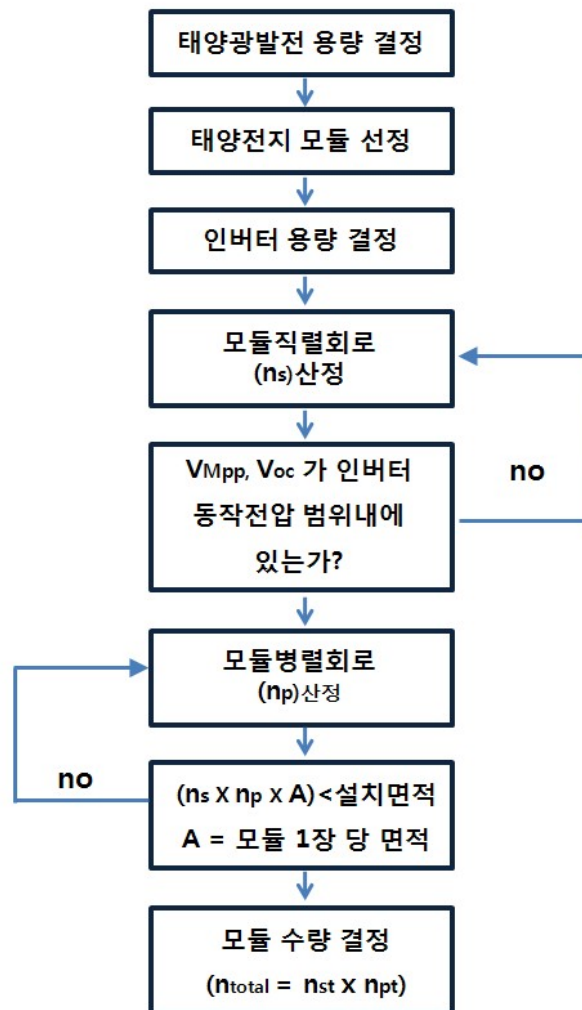 태양광발전 용량 결정
태양전지 모듈 선정
인버터 용량 결정
모듈직렬회로
(ns)산정
VMpp, Voc 가 인버터
동작전압 범위내에
있는가?
no
모듈병렬회로
(np)산정
no
(ns X np x A)<설치면적
A = 모듈 1장 당 면적
모듈 수량 결정
(ntotal = nst x npt)